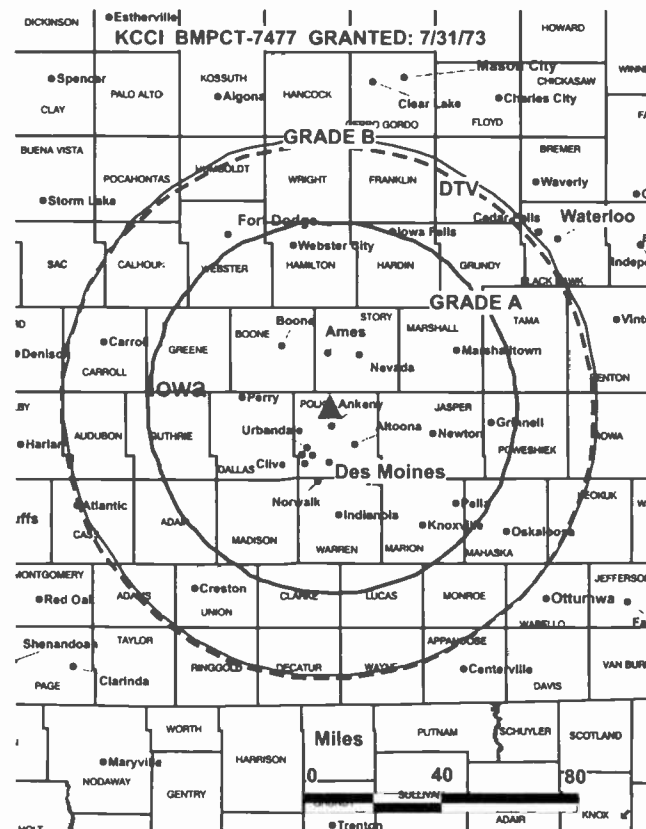 DICKINSON
Estherville
HOWARD
KCCI BMPCT-7477 GRANTED: 7/31/73
Mason City
Spencer
PALO ALTO
KOSSUTH
HANCOCK
CHICKASAW
Algona
Clear Lake
Charles City
CLAY
GORDO
FLOYD
GRADE B
BUENA VISTA
BREMER
POCAHONTAS
HUMBOLDT
WRIGHT
FRANKLIN
DTV
Waverly
Storm Lake
Fort Dodge
Cedar Falls
Waterloo
Webster City
Iowa Falls
SAC
CALHOUN
WEBSTER
HAMILTON
HARDIN
GRUNDY
BLACK HAWK
GRADE A
STORY
TAMA
BOONE
Boone
Ames
MARSHALL
GREENE
Carroll
Nevada
Marshalltown
CARROLL
Iowa
Perry
POLK
Ankeny
JASPER
BENTON
AUDUBON
GUTHRIE
Urbandale
Altoona
Newton
Grinnell
IOWA
DALLAS
Clive
POWESHIEK
Des Moines
Atlantic
Norwalk
Indianola
Pella
KEOKUK
CASS
ADAIR
MADISON
WARREN
MARION
Knoxville
Oskaloosa
MAHASKA
MONTGOMERY
JEFFERSON
Red Oak
ADAMS
Creston
UNION
CLARKE
LUCAS
MONROE
Ottumwa
WAPELLO
Shenandoah
TAYLOR
APPANOOSE
PAGE
Clarinda
RINGGOLD
DECATUR
WAYNE
Centerville
DAVIS
VAN BUR
WORTH
Miles
PUTNAM
SCHUYLER
SCOTLAND
Maryville
HARRISON
NODAWAY
GENTRY
0 40 80
SULLIVAN
ADAIR
KNOX
Trenton